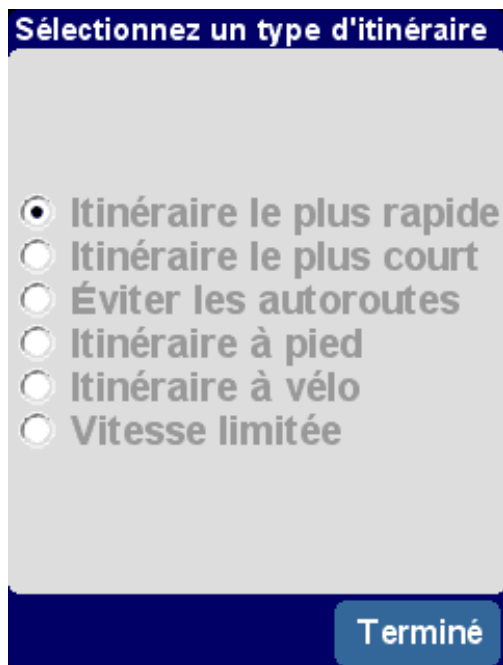 Sélectionnez un type d'itinéraire
Itinéraire le plus rapide
Itinéraire le plus court
Éviter les autoroutes
Itinéraire à pied
Itinéraire à vélo
Vitesse limitée
Terminé